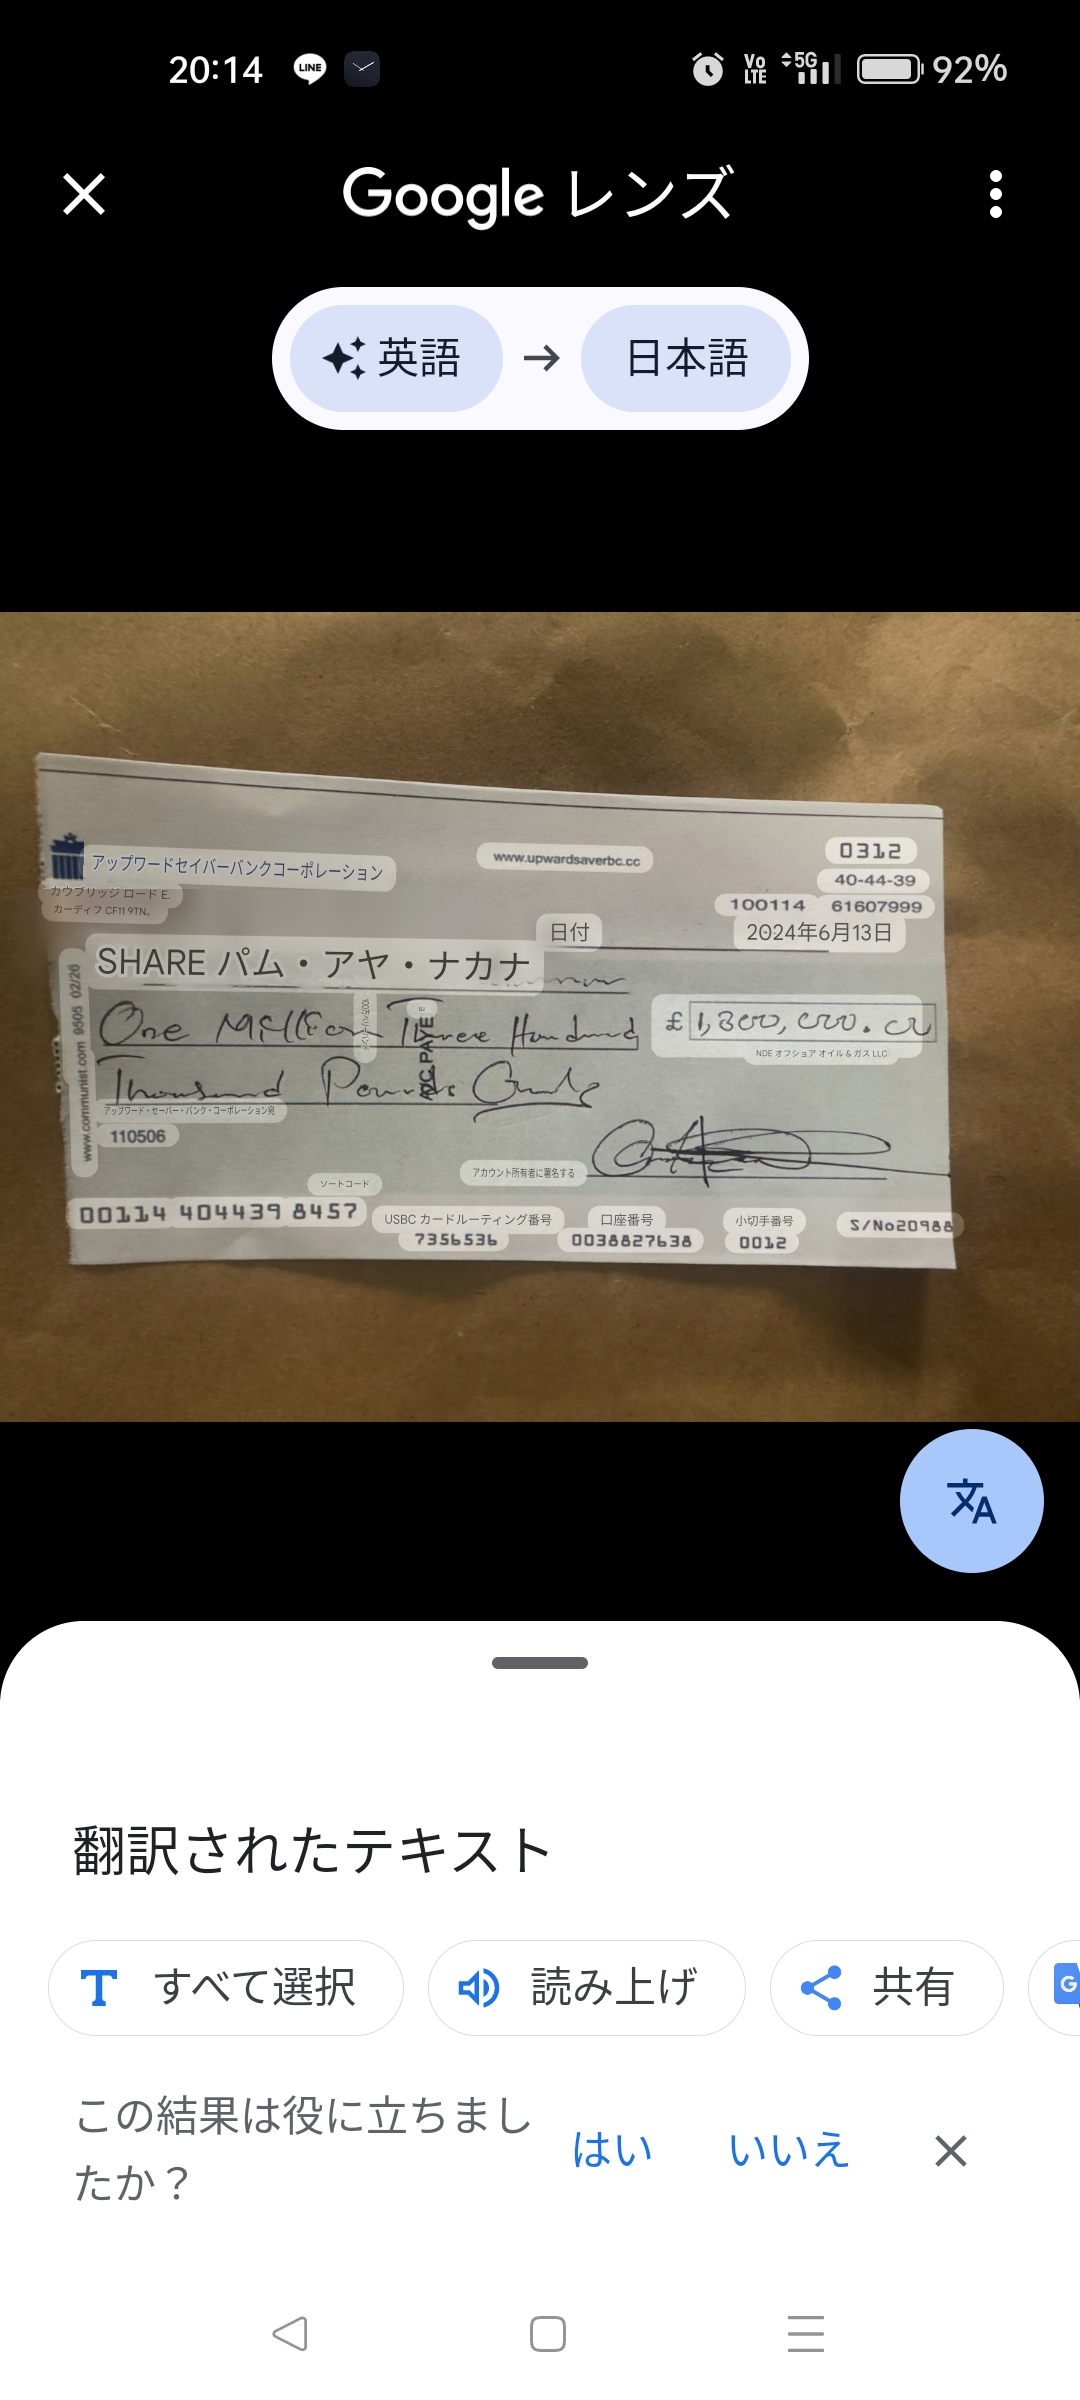 20:14 LINE Vo LTE 5G 92%
Google レンズ
英語 → 日本語
アップワードセイバーバンクコーポレーション
www.upwardsaverbc.cc
0312
カウブリッジ ロード E.
カーディフ CF11 9TN。
40-44-39
100114 61607999
日付
2024年6月13日
SHARE パム・アヤ・ナカナ
www.communist.com 9505 02/26
One Million Three Hundred
£ 1,300,000.00
A/C PAYEE
NDE オフショア オイル & ガス LLC
Thousand Pounds Only
アップワード・セーバー・バンク・コーポレーション宛
110506
アカウント所有者に署名する
ソートコード
00114 404439 8457
USBC カードルーティング番号
7356536
口座番号
0038827638
小切手番号
0012
S/No20988
翻訳されたテキスト
すべて選択
読み上げ
共有
G
この結果は役に立ちまし
たか？
はい
いいえ